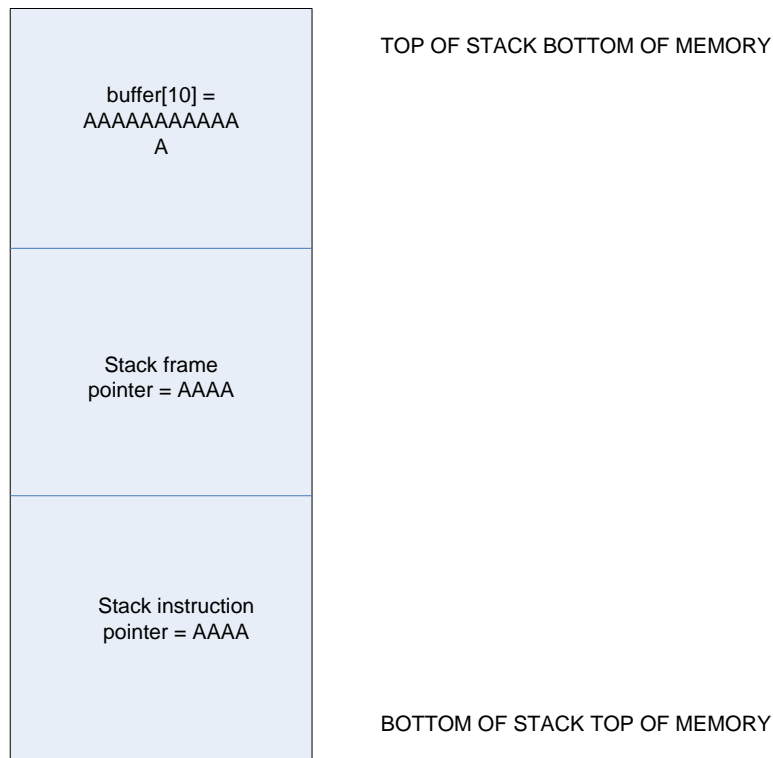 TOP OF STACK BOTTOM OF MEMORY
buffer[10] =
AAAAAAAAAAA
A
Stack frame
pointer = AAAA
Stack instruction
pointer = AAAA
BOTTOM OF STACK TOP OF MEMORY